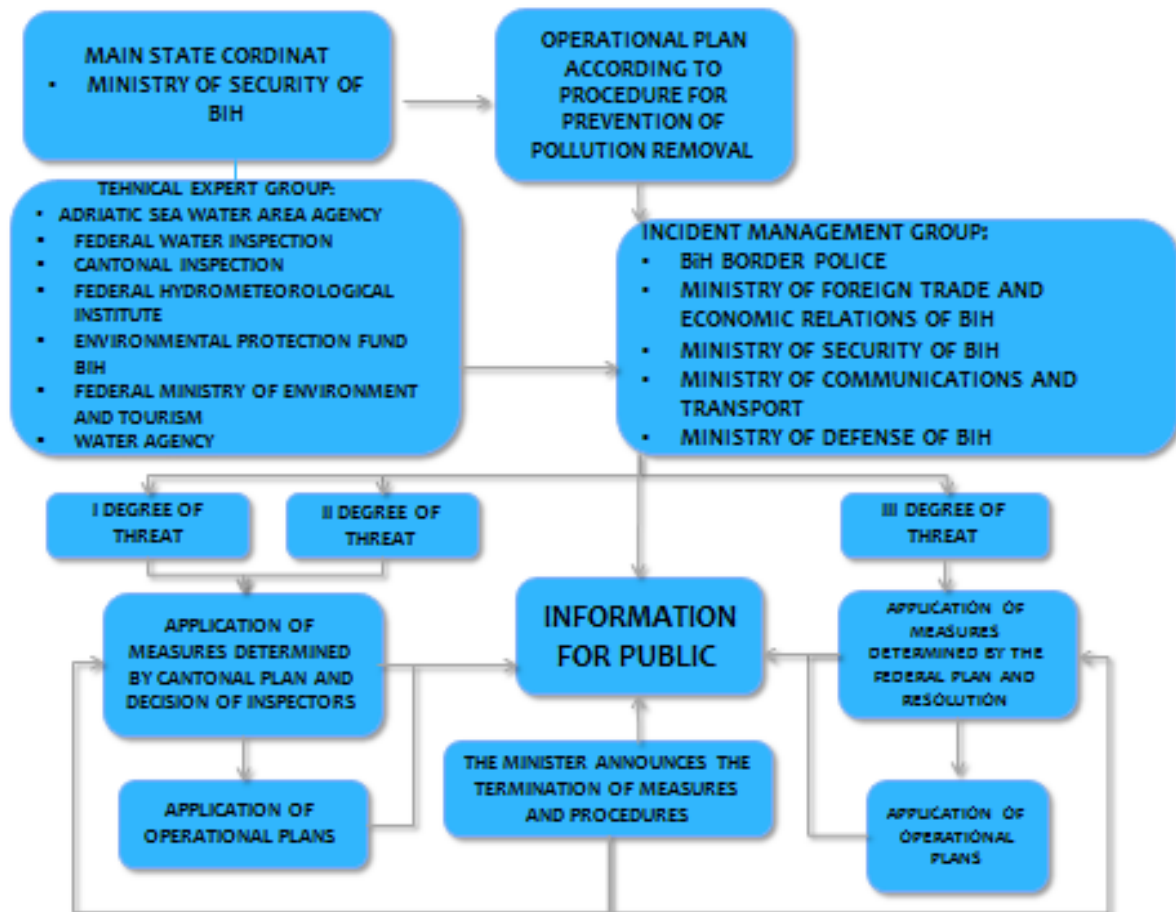 MAIN STATE CORDINAT
▪ MINISTRY OF SECURITY OF
BIH
OPERATIONAL PLAN
ACCORDING TO
PROCEDURE FOR
PREVENTION OF
POLLUTION REMOVAL
TEHNICAL EXPERT GROUP:
▪ ADRIATIC SEA WATER AREA AGENCY
▪ FEDERAL WATER INSPECTION
▪ CANTONAL INSPECTION
▪ FEDERAL HYDROMETEOROLOGICAL
INSTITUTE
▪ ENVIRONMENTAL PROTECTION FUND
BIH
▪ FEDERAL MINISTRY OF ENVIRONMENT
AND TOURISM
▪ WATER AGENCY
INCIDENT MANAGEMENT GROUP:
▪ BiH BORDER POLICE
▪ MINISTRY OF FOREIGN TRADE AND
ECONOMIC RELATIONS OF BIH
▪ MINISTRY OF SECURITY OF BIH
▪ MINISTRY OF COMMUNICATIONS AND
TRANSPORT
▪ MINISTRY OF DEFENSE OF BIH
I DEGREE OF
THREAT
II DEGREE OF
THREAT
III DEGREE OF
THREAT
APPLICATION OF
MEASURES DETERMINED
BY CANTONAL PLAN AND
DECISION OF INSPECTORS
INFORMATION
FOR PUBLIC
APPLICATION OF
MEASURES
DETERMINED BY THE
FEDERAL PLAN AND
RESOLUTION
APPLICATION OF
OPERATIONAL PLANS
THE MINISTER ANNOUNCES THE
TERMINATION OF MEASURES
AND PROCEDURES
APPLICATION OF
OPERATIONAL
PLANS